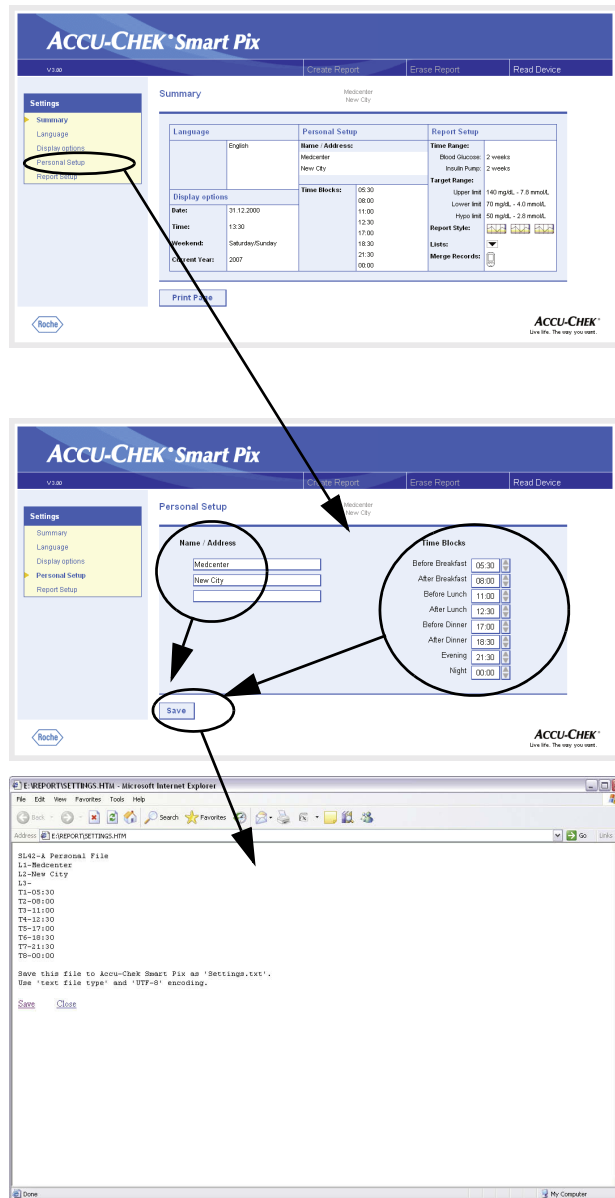 ACCU-CHEK® Smart Pix
V3.00
Create Report
Erase Report
Read Device
Settings
Summary
Language
Display options
Personal Setup
Report Setup
Summary
Medcenter
New City
Language
English
Display options
Date: 31.12.2000
Time: 13:30
Weekend: Saturday/Sunday
Current Year: 2007
Personal Setup
Name / Address:
Medcenter
New City
Time Blocks: 05:30
08:00
11:00
12:30
17:00
18:30
21:30
00:00
Report Setup
Time Range:
Blood Glucose: 2 weeks
Insulin Pump: 2 weeks
Target Range:
Upper limit 140 mg/dL - 7.8 mmol/L
Lower limit 70 mg/dL - 4.0 mmol/L
Hypo limit 50 mg/dL - 2.8 mmol/L
Report Style:
Lists:
Merge Records:
Print Page
Roche
ACCU-CHEK®
Live life. The way you want.
ACCU-CHEK® Smart Pix
V3.00
Create Report
Erase Report
Read Device
Settings
Summary
Language
Display options
Personal Setup
Report Setup
Personal Setup
Medcenter
New City
Name / Address
Medcenter
New City
Time Blocks
Before Breakfast 05:30
After Breakfast 08:00
Before Lunch 11:00
After Lunch 12:30
Before Dinner 17:00
After Dinner 18:30
Evening 21:30
Night 00:00
Save
Roche
ACCU-CHEK®
Live life. The way you want.
E:\REPORT\SETTINGS.HTM - Microsoft Internet Explorer
File Edit View Favorites Tools Help
Back
Search
Favorites
Address E:\REPORT\SETTINGS.HTM
Go
Links
SL42-A Personal File
L1-Medcenter
L2-New City
L3-
T1-05:30
T2-08:00
T3-11:00
T4-12:30
T5-17:00
T6-18:30
T7-21:30
T8-00:00
Save this file to Accu-Chek Smart Pix as 'Settings.txt'.
Use 'text file type' and 'UTF-8' encoding.
Save Close
Done
My Computer